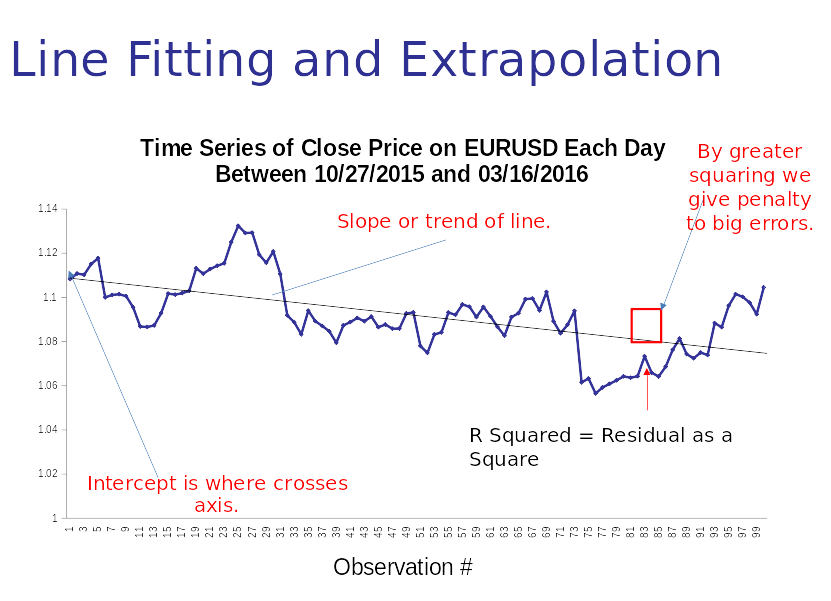 Line Fitting and Extrapolation
Time Series of Close Price on EURUSD Each Day
Between 10/27/2015 and 03/16/2016
By greater
squaring we
give penalty
to big errors.
Slope or trend of line.
1.14
1.12
1.1
1.08
1.06
1.04
1.02
1
R Squared = Residual as a
Square
Intercept is where crosses
axis.
1 3 5 7 9 11 13 15 17 19 21 23 25 27 29 31 33 35 37 39 41 43 45 47 49 51 53 55 57 59 61 63 65 67 69 71 73 75 77 79 81 83 85 87 89 91 93 95 97 99
Observation #